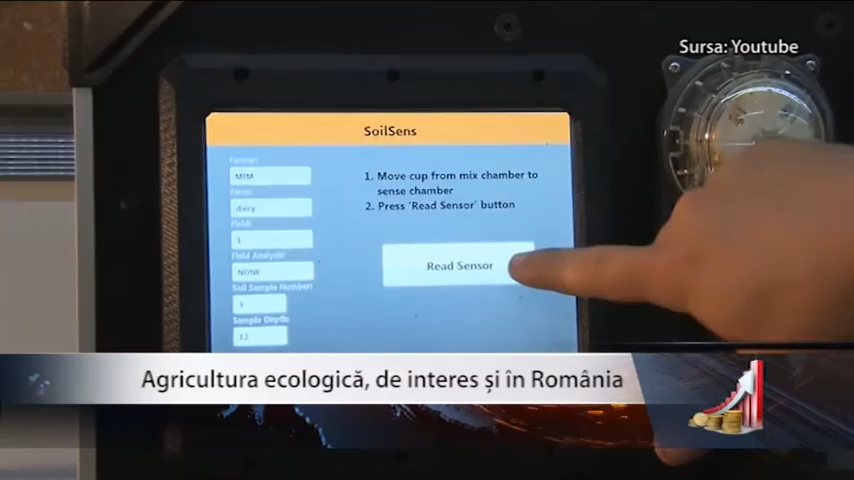 Sursa: Youtube
SoilSens
Farmer:
MIM
Farm:
dairy
Field:
1
Field Analysis:
NONE
Soil Sample Number:
1
Sample Depth:
12
1. Move cup from mix chamber to
sense chamber
2. Press 'Read Sensor' button
Read Sensor
Agricultura ecologică, de interes și în România